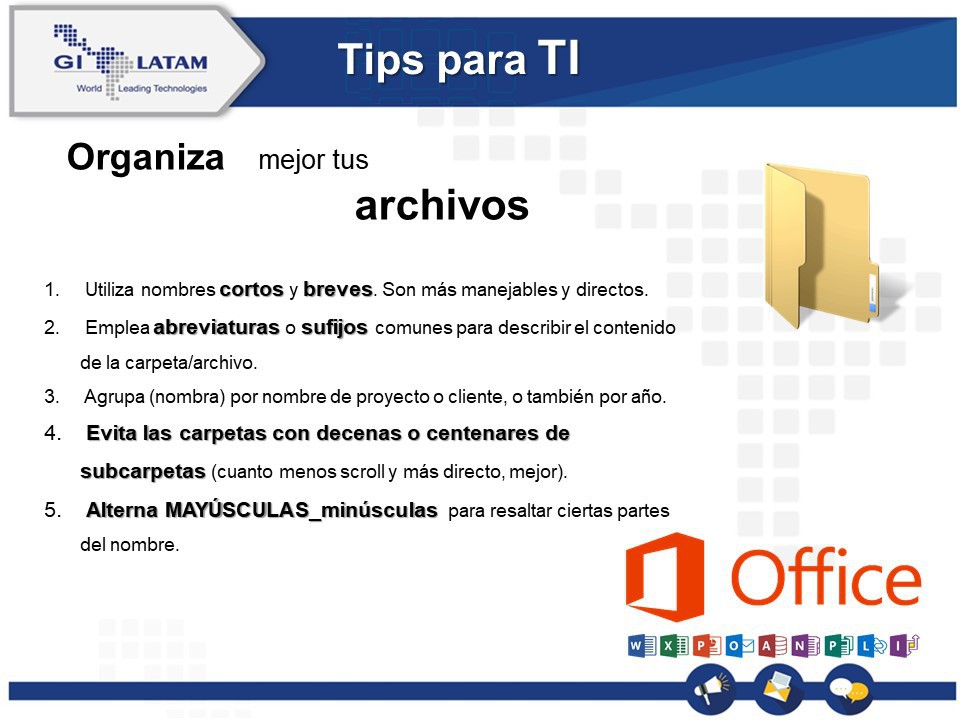 GI LATAM
World Leading Technologies
Tips para TI
Organiza mejor tus
archivos
1. Utiliza nombres cortos y breves. Son más manejables y directos.
2. Emplea abreviaturas o sufijos comunes para describir el contenido
de la carpeta/archivo.
3. Agrupa (nombra) por nombre de proyecto o cliente, o también por año.
4. Evita las carpetas con decenas o centenares de
subcarpetas (cuanto menos scroll y más directo, mejor).
5. Alterna MAYÚSCULAS_minúsculas para resaltar ciertas partes
del nombre.
Office
W X P O A N P L I